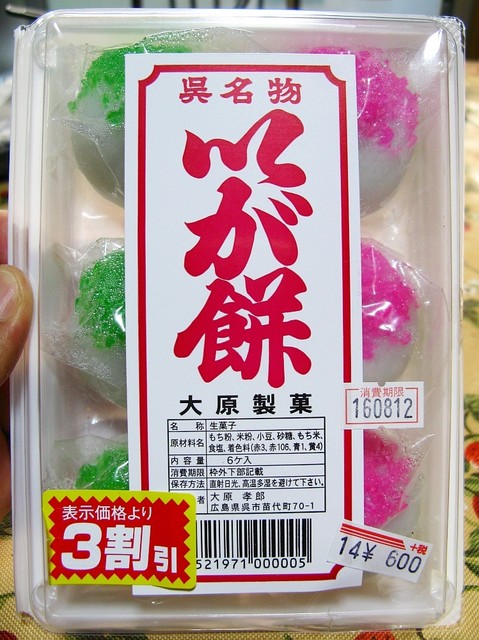 呉名物
いが餅
大原製菓
名 称 生菓子
原材料名 もち粉、米粉、小豆、砂糖、もち米、
食塩、着色料(赤3、赤106、青1、黄4)
内 容 量 6ケ入
消費期限 枠外下部記載
保存方法 直射日光、高温多湿を避けて下さい。
者 大原 孝郎
広島県呉市苗代町70-1
521971 000005
消費期限
160812
表示価格より
3割引
14¥ 600
+税